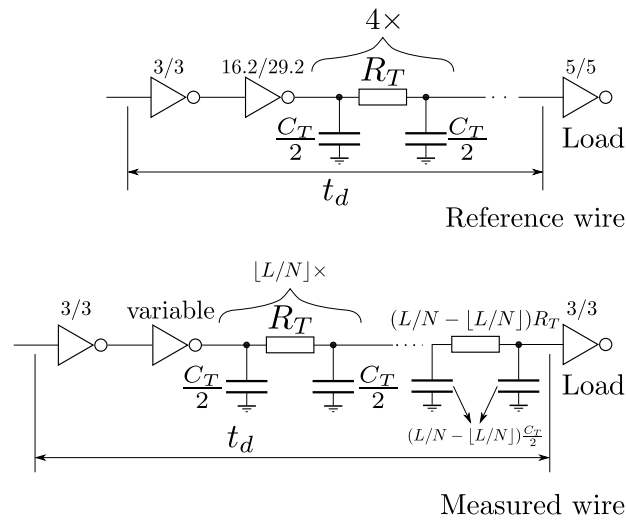 4×
3/3 16.2/29.2 R_T 5/5
C_T/2 C_T/2 Load
t_d
Reference wire
⌊L/N⌋×
3/3 variable R_T (L/N − ⌊L/N⌋)R_T 3/3
C_T/2 C_T/2 Load
(L/N − ⌊L/N⌋)C_T/2
t_d
Measured wire